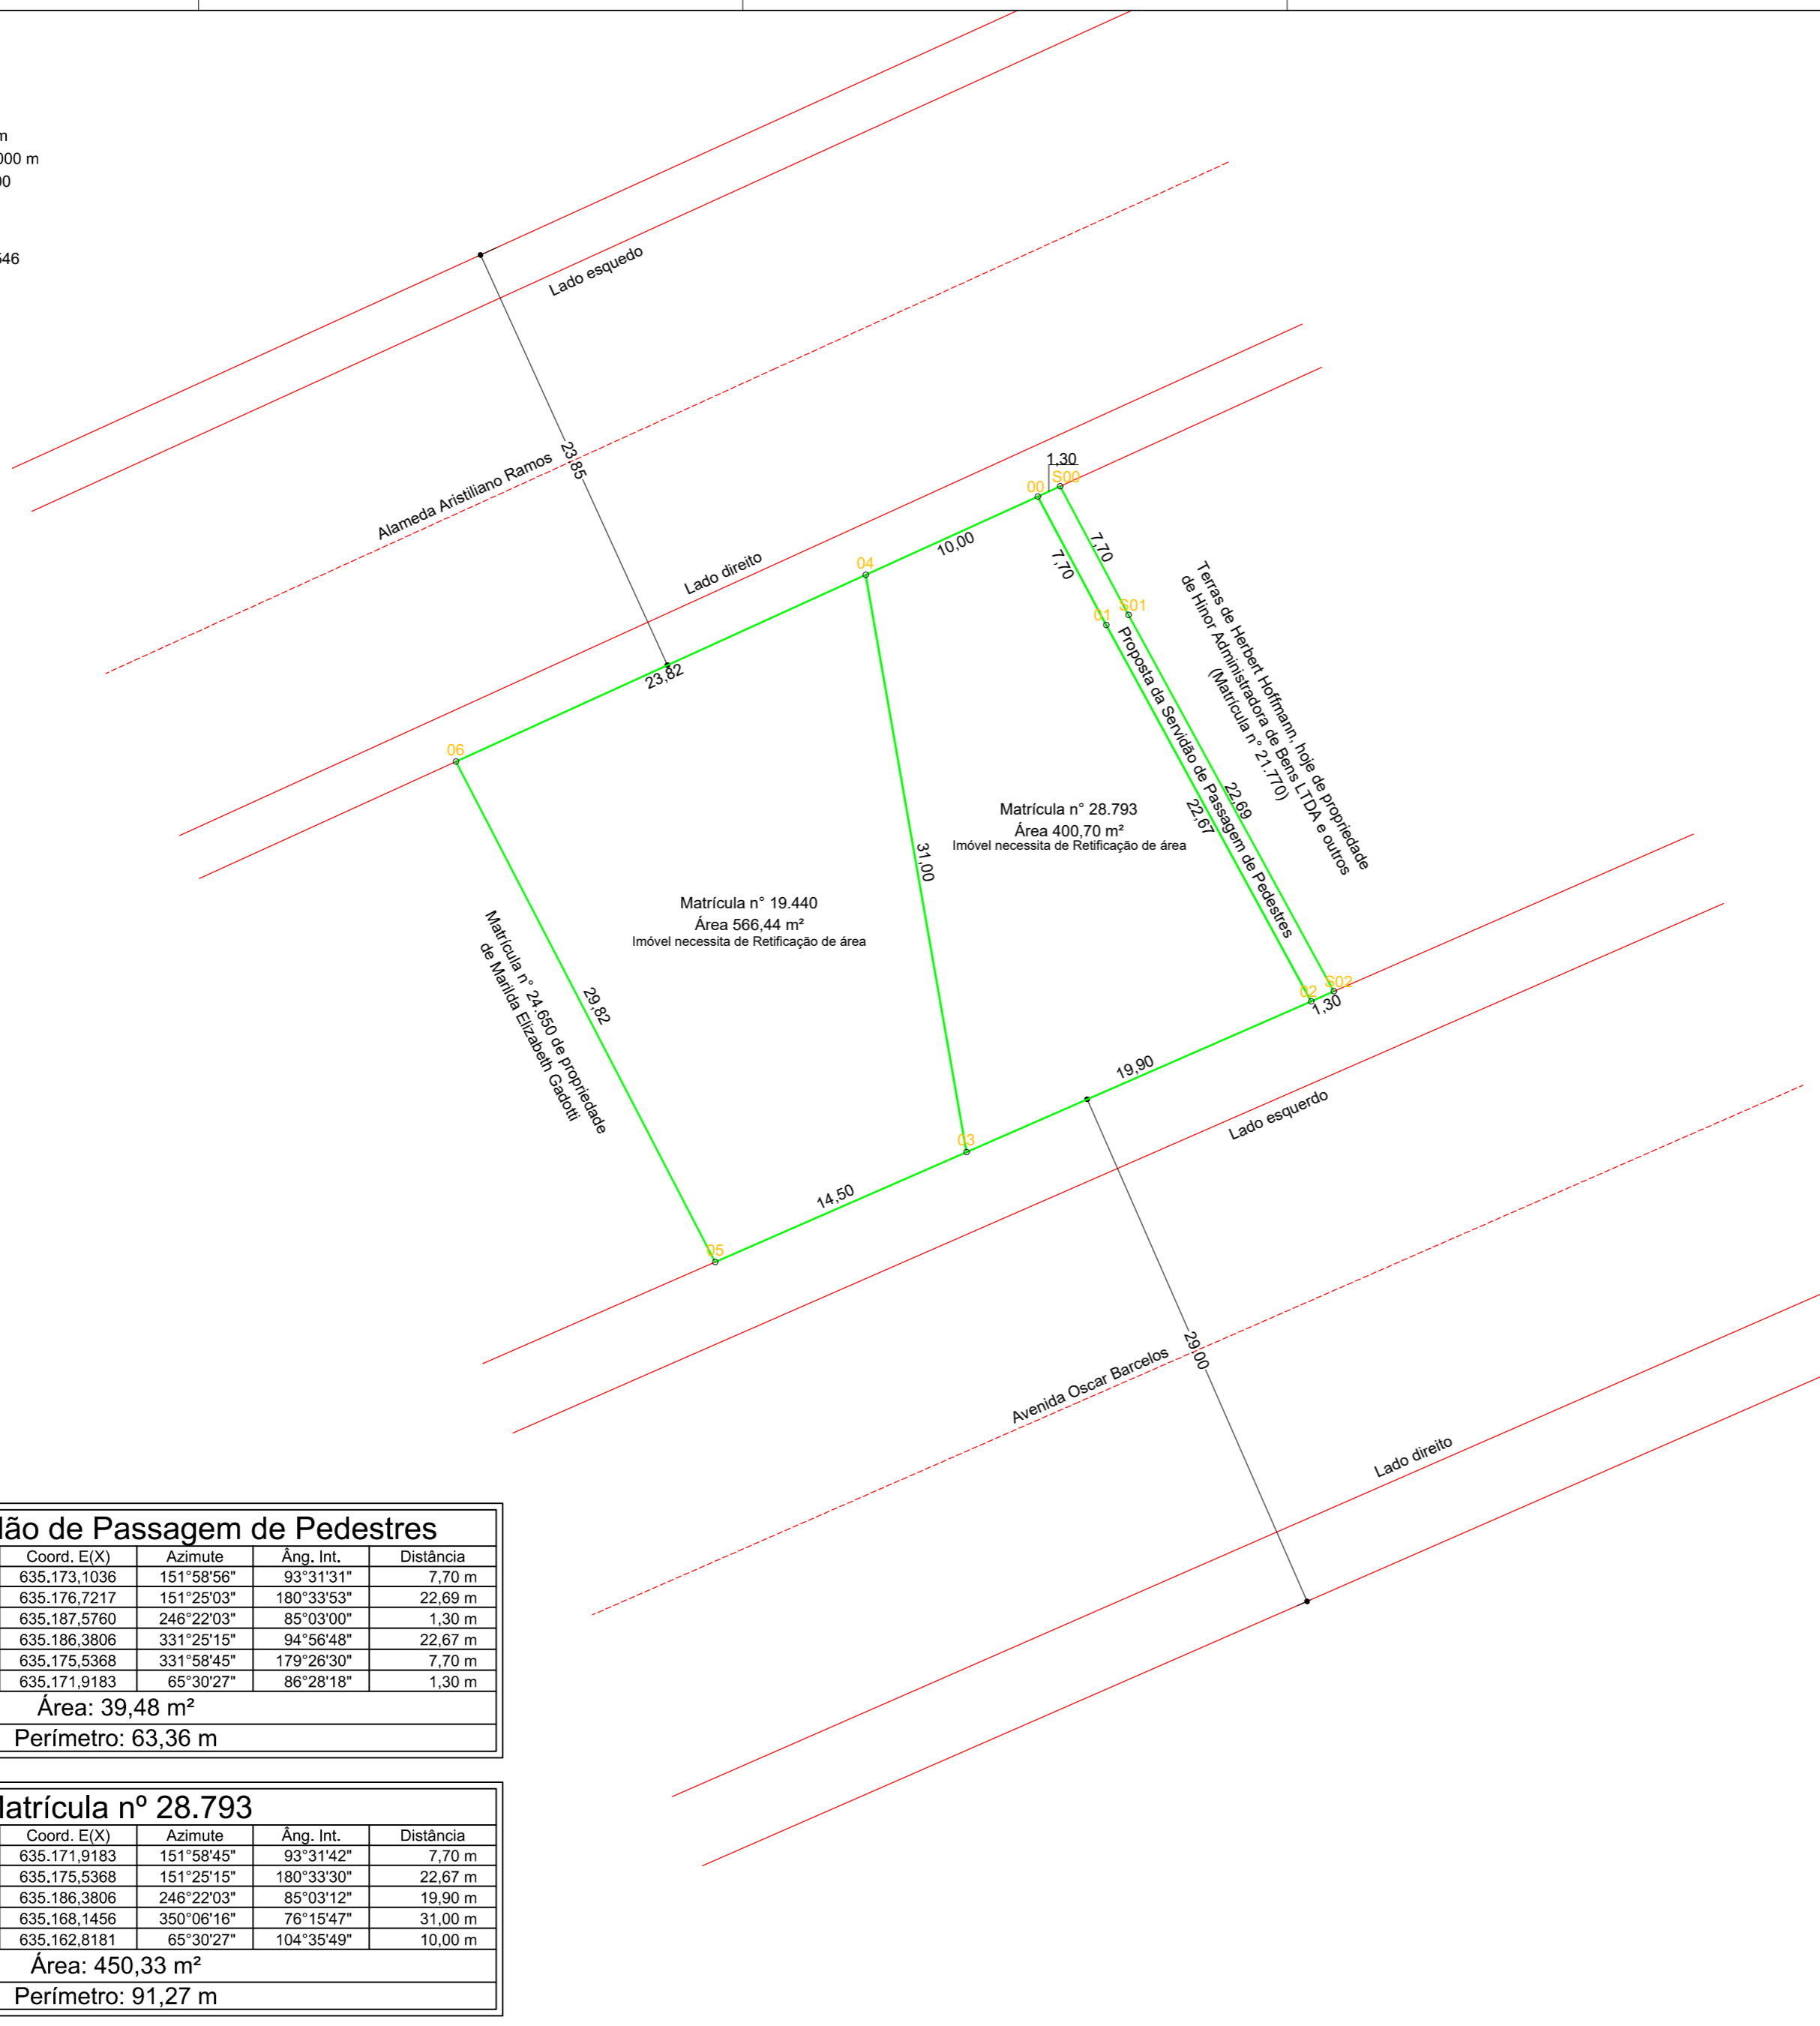 m
000 m
00
546
Lado esquedo
23,85
Alameda Aristiliano Ramos
Lado direito
1,30
S00
00
10,00
7,70
7,70
04
S01
01
23,82
06
Terras de Herbert Hoffmann, hoje de propriedade
de Hinor Administradora de Bens LTDA e outros
(Matrícula n° 21.770)
Proposta da Servidão de Passagem de Pedestres
22,69
22,67
Matrícula n° 28.793
Área 400,70 m²
Imóvel necessita de Retificação de área
31,00
Matrícula n° 19.440
Área 566,44 m²
Imóvel necessita de Retificação de área
Matrícula n° 24.650 de propriedade
de Marilda Elizabeth Gadotti
29,82
S02
02
1,30
19,90
03
14,50
05
Lado esquerdo
29,00
Avenida Oscar Barcelos
Lado direito
dão de Passagem de Pedestres
Coord. E(X) Azimute Âng. Int. Distância
635.173,1036 151°58'56" 93°31'31" 7,70 m
635.176,7217 151°25'03" 180°33'53" 22,69 m
635.187,5760 246°22'03" 85°03'00" 1,30 m
635.186,3806 331°25'15" 94°56'48" 22,67 m
635.175,5368 331°58'45" 179°26'30" 7,70 m
635.171,9183 65°30'27" 86°28'18" 1,30 m
Área: 39,48 m²
Perímetro: 63,36 m
Matrícula nº 28.793
Coord. E(X) Azimute Âng. Int. Distância
635.171,9183 151°58'45" 93°31'42" 7,70 m
635.175,5368 151°25'15" 180°33'30" 22,67 m
635.186,3806 246°22'03" 85°03'12" 19,90 m
635.168,1456 350°06'16" 76°15'47" 31,00 m
635.162,8181 65°30'27" 104°35'49" 10,00 m
Área: 450,33 m²
Perímetro: 91,27 m